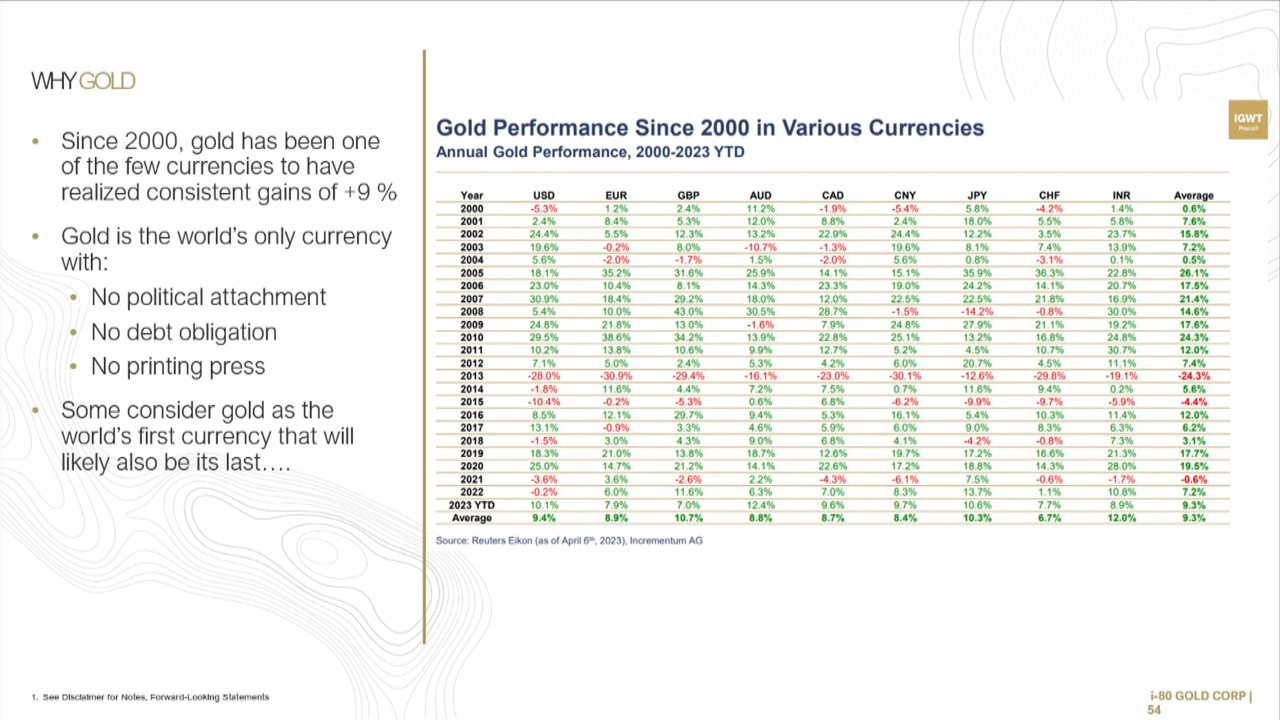 WHY GOLD
• Since 2000, gold has been one
of the few currencies to have
realized consistent gains of +9 %
• Gold is the world's only currency
with:
• No political attachment
• No debt obligation
• No printing press
• Some consider gold as the
world's first currency that will
likely also be its last….
IGWT
Report
Gold Performance Since 2000 in Various Currencies
Annual Gold Performance, 2000-2023 YTD
Year USD EUR GBP AUD CAD CNY JPY CHF INR Average
2000 -5.3% 1.2% 2.4% 11.2% -1.9% -5.4% 5.8% -4.2% 1.4% 0.6%
2001 2.4% 8.4% 5.3% 12.0% 8.8% 2.4% 18.0% 5.5% 5.8% 7.6%
2002 24.4% 5.5% 12.3% 13.2% 22.9% 24.4% 12.2% 3.5% 23.7% 15.8%
2003 19.6% -0.2% 8.0% -10.7% -1.3% 19.6% 8.1% 7.4% 13.9% 7.2%
2004 5.6% -2.0% -1.7% 1.5% -2.0% 5.6% 0.8% -3.1% 0.1% 0.5%
2005 18.1% 35.2% 31.6% 25.9% 14.1% 15.1% 35.9% 36.3% 22.8% 26.1%
2006 23.0% 10.4% 8.1% 14.3% 23.3% 19.0% 24.2% 14.1% 20.7% 17.5%
2007 30.9% 18.4% 29.2% 18.0% 12.0% 22.5% 22.5% 21.8% 16.9% 21.4%
2008 5.4% 10.0% 43.0% 30.5% 28.7% -1.5% -14.2% -0.8% 30.0% 14.6%
2009 24.8% 21.8% 13.0% -1.6% 7.9% 24.8% 27.9% 21.1% 19.2% 17.6%
2010 29.5% 38.6% 34.2% 13.9% 22.8% 25.1% 13.2% 16.8% 24.8% 24.3%
2011 10.2% 13.8% 10.6% 9.9% 12.7% 5.2% 4.5% 10.7% 30.7% 12.0%
2012 7.1% 5.0% 2.4% 5.3% 4.2% 6.0% 20.7% 4.5% 11.1% 7.4%
2013 -28.0% -30.9% -29.4% -16.1% -23.0% -30.1% -12.6% -29.8% -19.1% -24.3%
2014 -1.8% 11.6% 4.4% 7.2% 7.5% 0.7% 11.6% 9.4% 0.2% 5.6%
2015 -10.4% -0.2% -5.3% 0.6% 6.8% -6.2% -9.9% -9.7% -5.9% -4.4%
2016 8.5% 12.1% 29.7% 9.4% 5.3% 16.1% 5.4% 10.3% 11.4% 12.0%
2017 13.1% -0.9% 3.3% 4.6% 5.9% 6.0% 9.0% 8.3% 6.3% 6.2%
2018 -1.5% 3.0% 4.3% 9.0% 6.8% 4.1% -4.2% -0.8% 7.3% 3.1%
2019 18.3% 21.0% 13.8% 18.7% 12.6% 19.7% 17.2% 16.6% 21.3% 17.7%
2020 25.0% 14.7% 21.2% 14.1% 22.6% 17.2% 18.8% 14.3% 28.0% 19.5%
2021 -3.6% 3.6% -2.6% 2.2% -4.3% -6.1% 7.5% -0.6% -1.7% -0.6%
2022 -0.2% 6.0% 11.6% 6.3% 7.0% 8.3% 13.7% 1.1% 10.8% 7.2%
2023 YTD 10.1% 7.9% 7.0% 12.4% 9.6% 9.7% 10.6% 7.7% 8.9% 9.3%
Average 9.4% 8.9% 10.7% 8.8% 8.7% 8.4% 10.3% 6.7% 12.0% 9.3%
Source: Reuters Eikon (as of April 6th, 2023), Incrementum AG
1. See Disclaimer for Notes, Forward-Looking Statements
i-80 GOLD CORP |
54